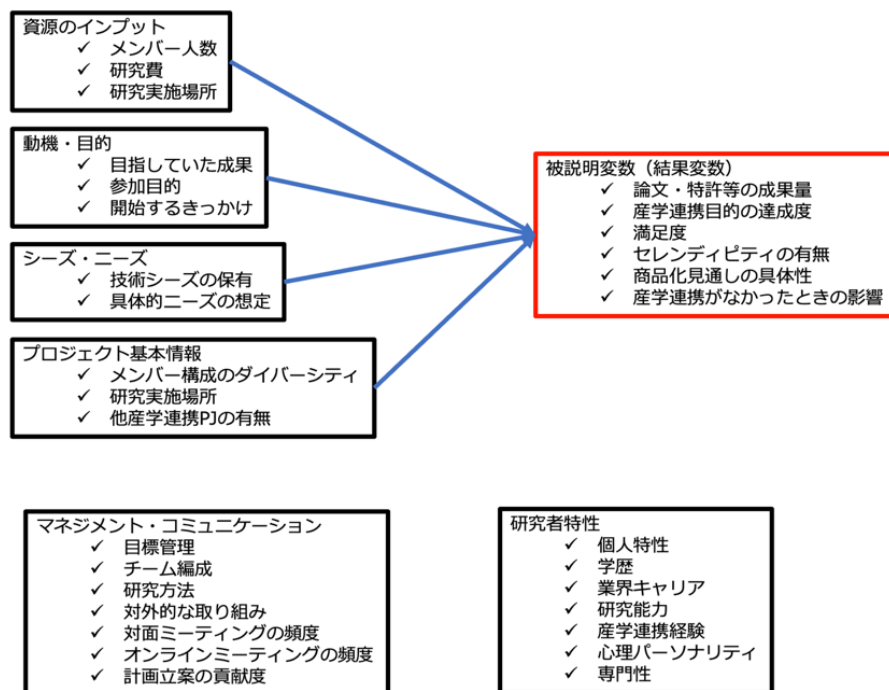 資源のインプット
✓ メンバー人数
✓ 研究費
✓ 研究実施場所
動機・目的
✓ 目指していた成果
✓ 参加目的
✓ 開始するきっかけ
シーズ・ニーズ
✓ 技術シーズの保有
✓ 具体的ニーズの想定
プロジェクト基本情報
✓ メンバー構成のダイバーシティ
✓ 研究実施場所
✓ 他産学連携PJの有無
被説明変数（結果変数）
✓ 論文・特許等の成果量
✓ 産学連携目的の達成度
✓ 満足度
✓ セレンディピティの有無
✓ 商品化見通しの具体性
✓ 産学連携がなかったときの影響
マネジメント・コミュニケーション
✓ 目標管理
✓ チーム編成
✓ 研究方法
✓ 対外的な取り組み
✓ 対面ミーティングの頻度
✓ オンラインミーティングの頻度
✓ 計画立案の貢献度
研究者特性
✓ 個人特性
✓ 学歴
✓ 業界キャリア
✓ 研究能力
✓ 産学連携経験
✓ 心理パーソナリティ
✓ 専門性